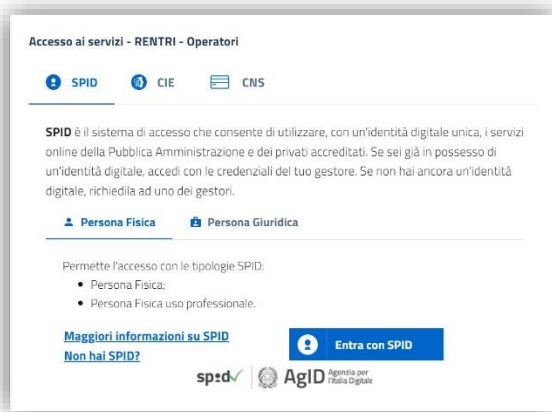 Accesso ai servizi - RENTRI - Operatori
SPID CIE CNS
SPID è il sistema di accesso che consente di utilizzare, con un'identità digitale unica, i servizi
online della Pubblica Amministrazione e dei privati accreditati. Se sei già in possesso di
un'identità digitale, accedi con le credenziali del tuo gestore. Se non hai ancora un'identità
digitale, richiedila ad uno dei gestori.
Persona Fisica Persona Giuridica
Permette l'accesso con le tipologie SPID:
Persona Fisica;
Persona Fisica uso professionale.
Maggiori informazioni su SPID
Non hai SPID?
Entra con SPID
spid AgID Agenzia per
l'Italia Digitale